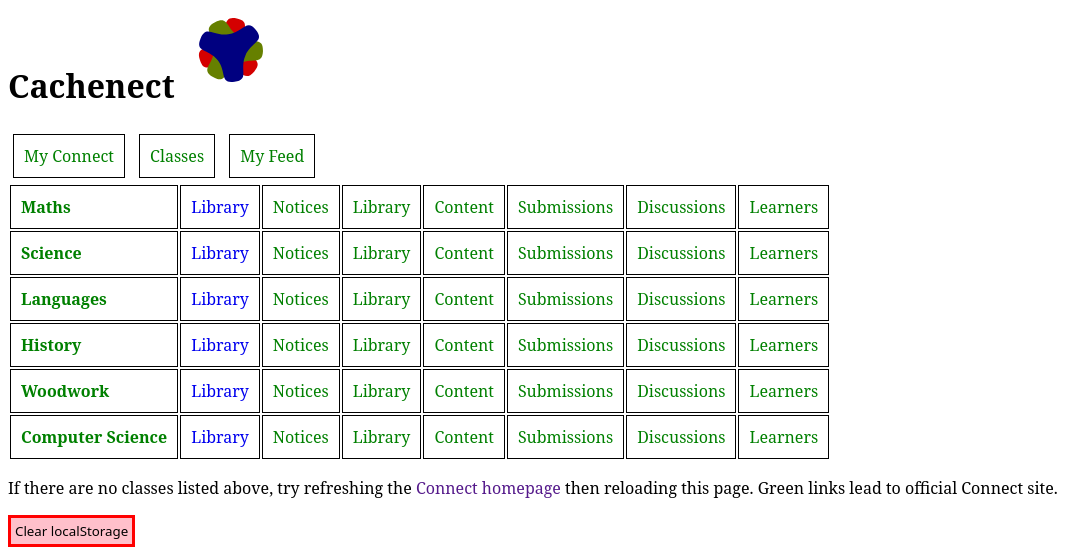 Cachenect
My Connect Classes My Feed
Maths Library Notices Library Content Submissions Discussions Learners
Science Library Notices Library Content Submissions Discussions Learners
Languages Library Notices Library Content Submissions Discussions Learners
History Library Notices Library Content Submissions Discussions Learners
Woodwork Library Notices Library Content Submissions Discussions Learners
Computer Science Library Notices Library Content Submissions Discussions Learners
If there are no classes listed above, try refreshing the Connect homepage then reloading this page. Green links lead to official Connect site.
Clear localStorage